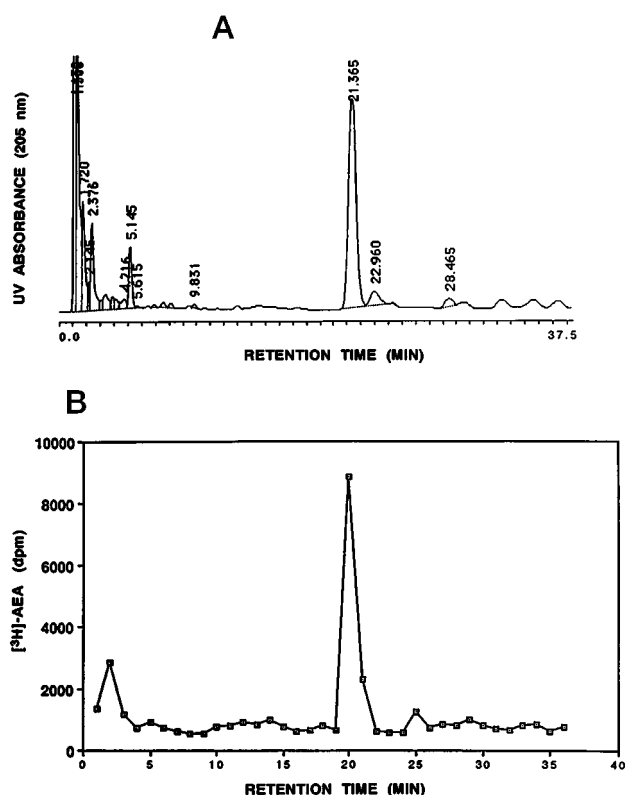 A
UV ABSORBANCE (205 nm)
1.720
2.145
2.376
4.216
5.145
5.615
9.831
21.365
22.960
28.465
0.0
37.5
RETENTION TIME (MIN)
B
[³H]-AEA (dpm)
10000
8000
6000
4000
2000
0
0 5 10 15 20 25 30 35 40
RETENTION TIME (MIN)